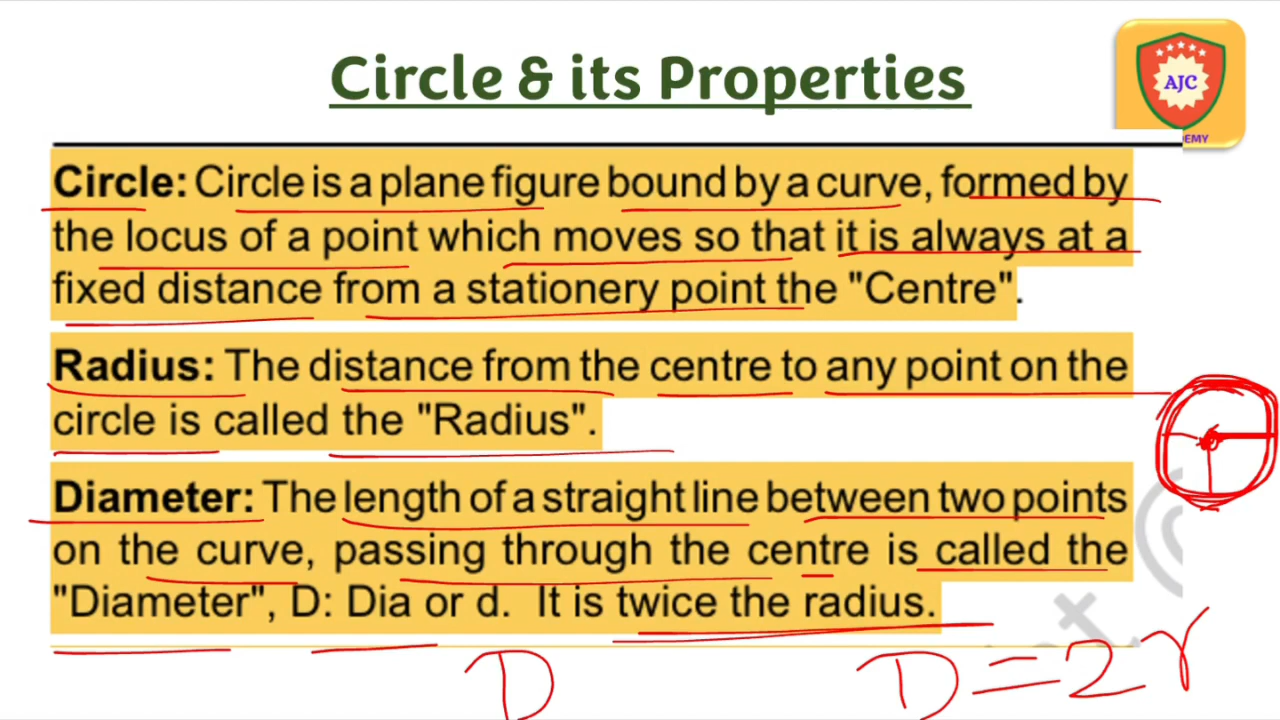 Circle & its Properties
AJC
EMY
Circle: Circle is a plane figure bound by a curve, formed by
the locus of a point which moves so that it is always at a
fixed distance from a stationery point the "Centre".
Radius: The distance from the centre to any point on the
circle is called the "Radius".
Diameter: The length of a straight line between two points
on the curve, passing through the centre is called the
"Diameter", D: Dia or d. It is twice the radius.
D
D = 2r